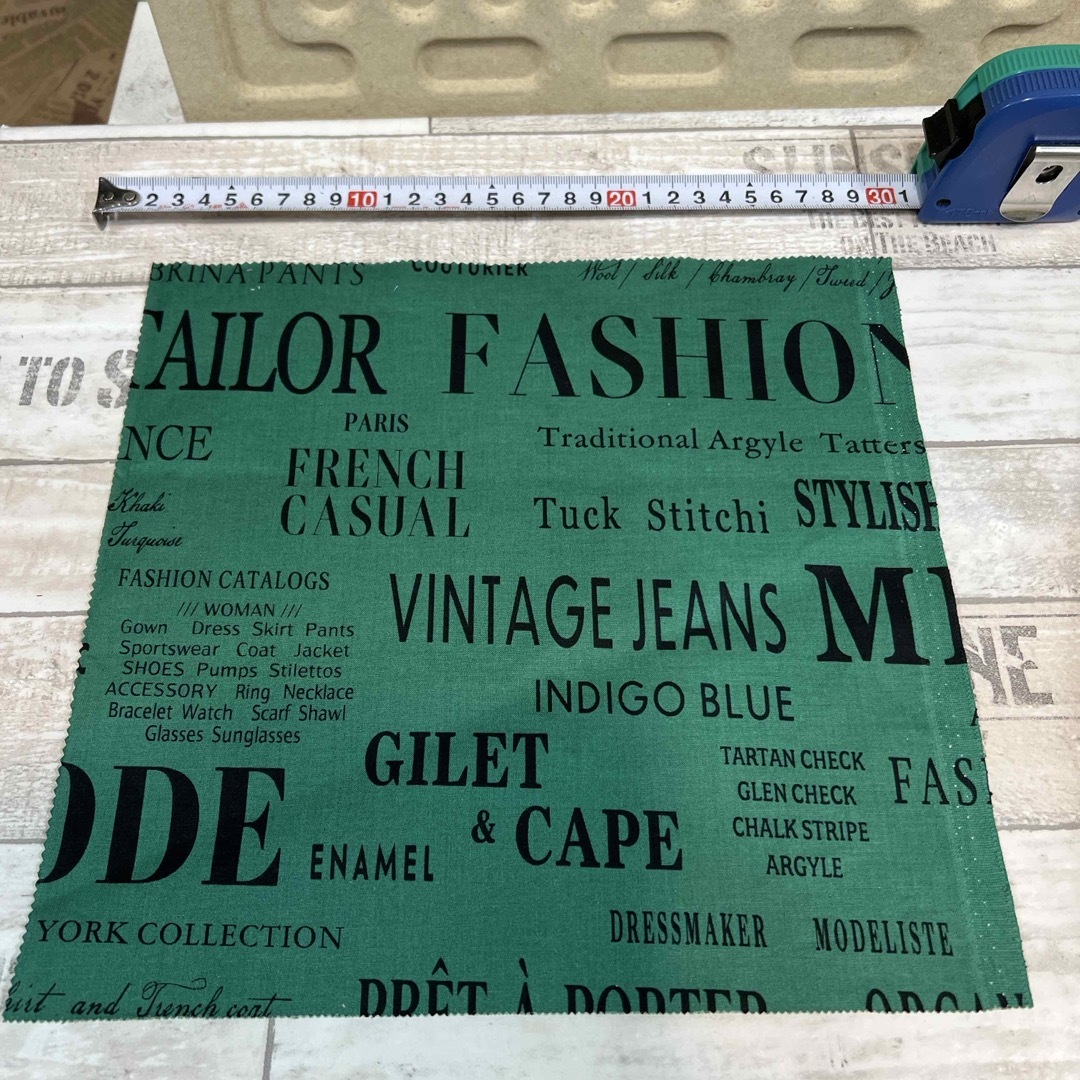 SUNS
2 3 4 5 6 7 8 9 10 1 2 3 4 5 6 7 8 9 20 1 2 3 4 5 6 7 8 9 30 1
ON THE BEACH
BRINA PANTS
COUTURIER
Wool / Silk / Chambray / Tweed /
TAILOR FASHION
TO S
PARIS
NCE
FRENCH
CASUAL
Traditional Argyle Tatters
Khaki
Turquoise
Tuck Stitchi
STYLISH
FASHION CATALOGS
/// WOMAN ///
Gown Dress Skirt Pants
Sportswear Coat Jacket
SHOES Pumps Stilettos
ACCESSORY Ring Necklace
Bracelet Watch Scarf Shawl
Glasses Sunglasses
VINTAGE JEANS
INDIGO BLUE
M
NE
GILET
& CAPE
TARTAN CHECK
GLEN CHECK
CHALK STRIPE
ARGYLE
FAS
ODE
ENAMEL
YORK COLLECTION
DRESSMAKER
MODELISTE
hirt and Trench coat
PRÊT À PORTER
ORGAN